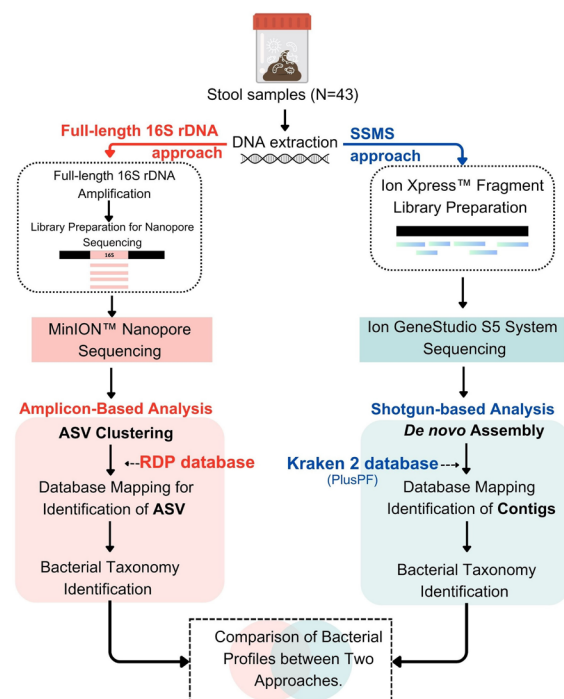 Stool samples (N=43)
Full-length 16S rDNA
approach
DNA extraction
SSMS
approach
Full-length 16S rDNA
Amplification
Library Preparation for Nanopore
Sequencing
16S
Ion Xpress™ Fragment
Library Preparation
MinION™ Nanopore
Sequencing
Ion GeneStudio S5 System
Sequencing
Amplicon-Based Analysis
ASV Clustering
RDP database
Database Mapping for
Identification of ASV
Bacterial Taxonomy
Identification
Shotgun-based Analysis
De novo Assembly
Kraken 2 database
(PlusPF)
Database Mapping
Identification of Contigs
Bacterial Taxonomy
Identification
Comparison of Bacterial
Profiles between Two
Approaches.